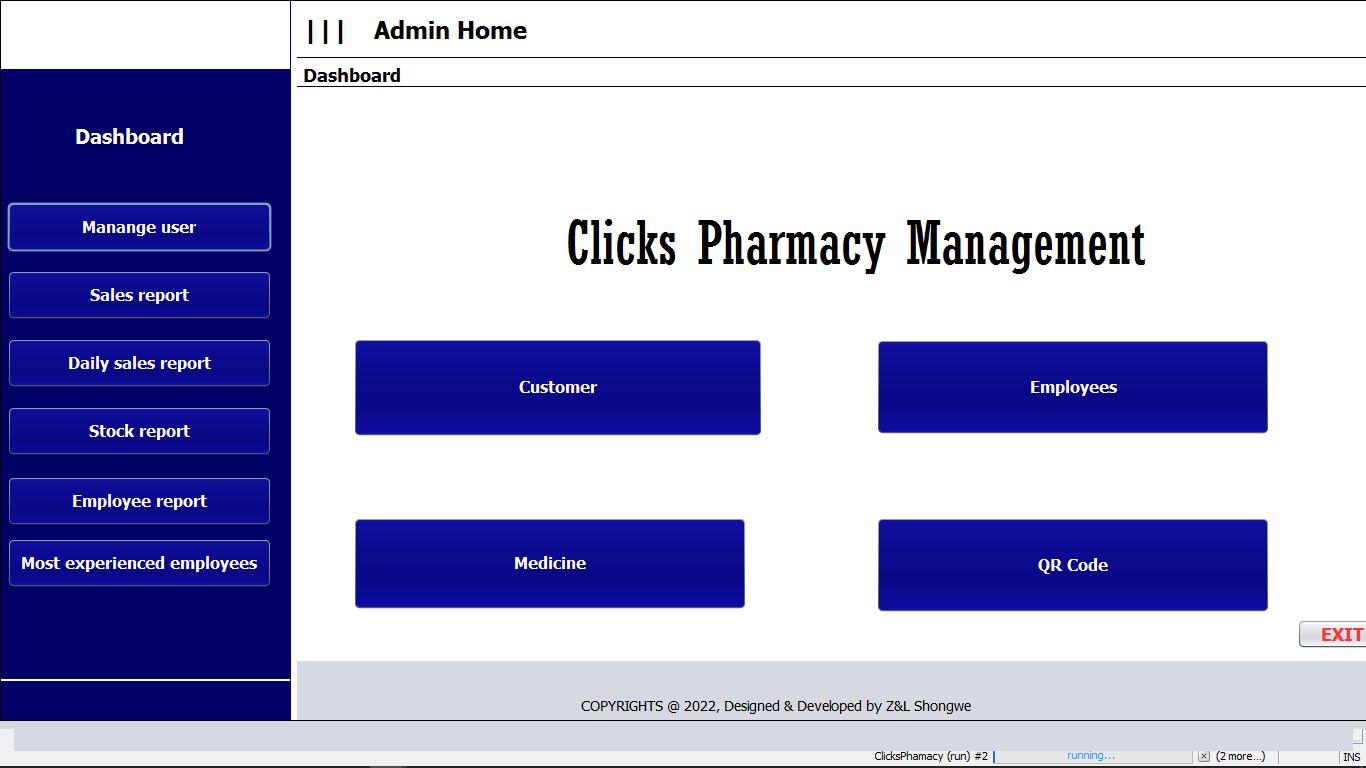 ||| Admin Home
Dashboard
Dashboard
Manange user
Sales report
Daily sales report
Stock report
Employee report
Most experienced employees
Clicks Pharmacy Management
Customer
Employees
Medicine
QR Code
EXIT
COPYRIGHTS @ 2022, Designed & Developed by Z&L Shongwe
ClicksPhamacy (run) #2 running... (2 more...) INS